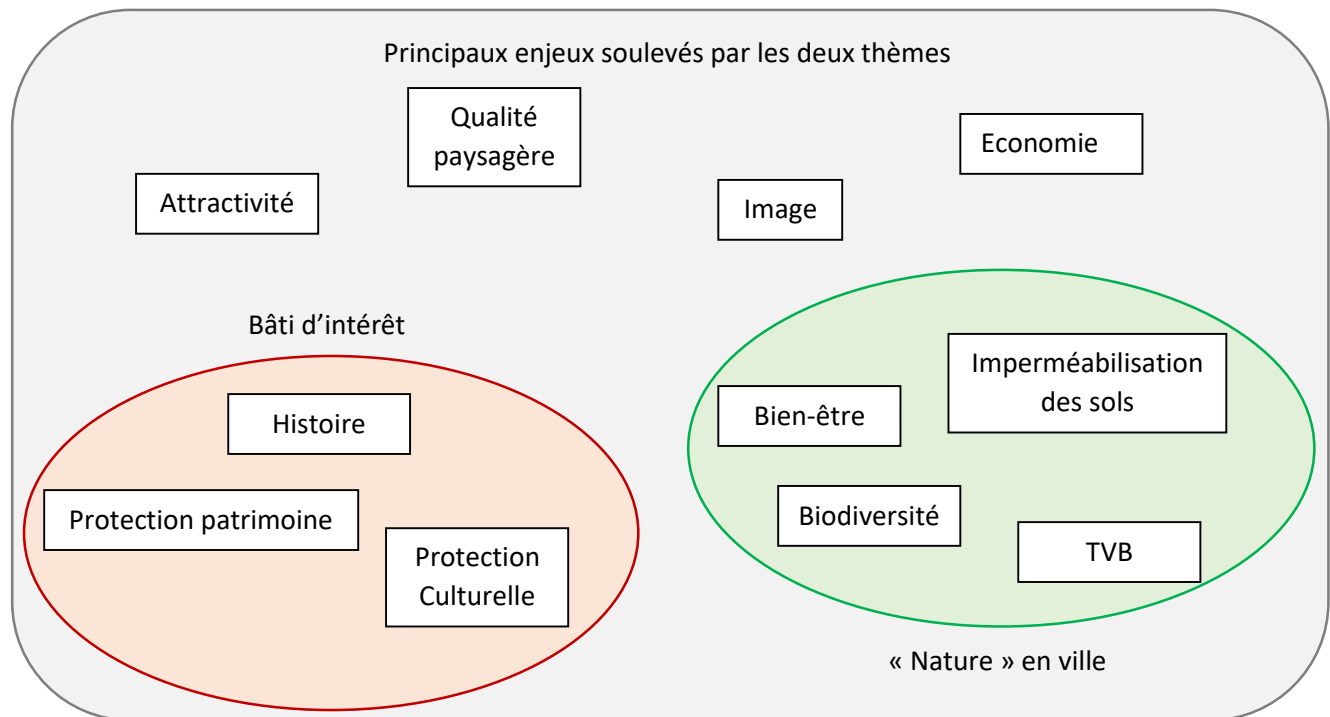 Principaux enjeux soulevés par les deux thèmes
Qualité
paysagère
Economie
Attractivité
Image
Bâti d’intérêt
Histoire
Protection patrimoine
Protection
Culturelle
Imperméabilisation
des sols
Bien-être
Biodiversité
TVB
« Nature » en ville